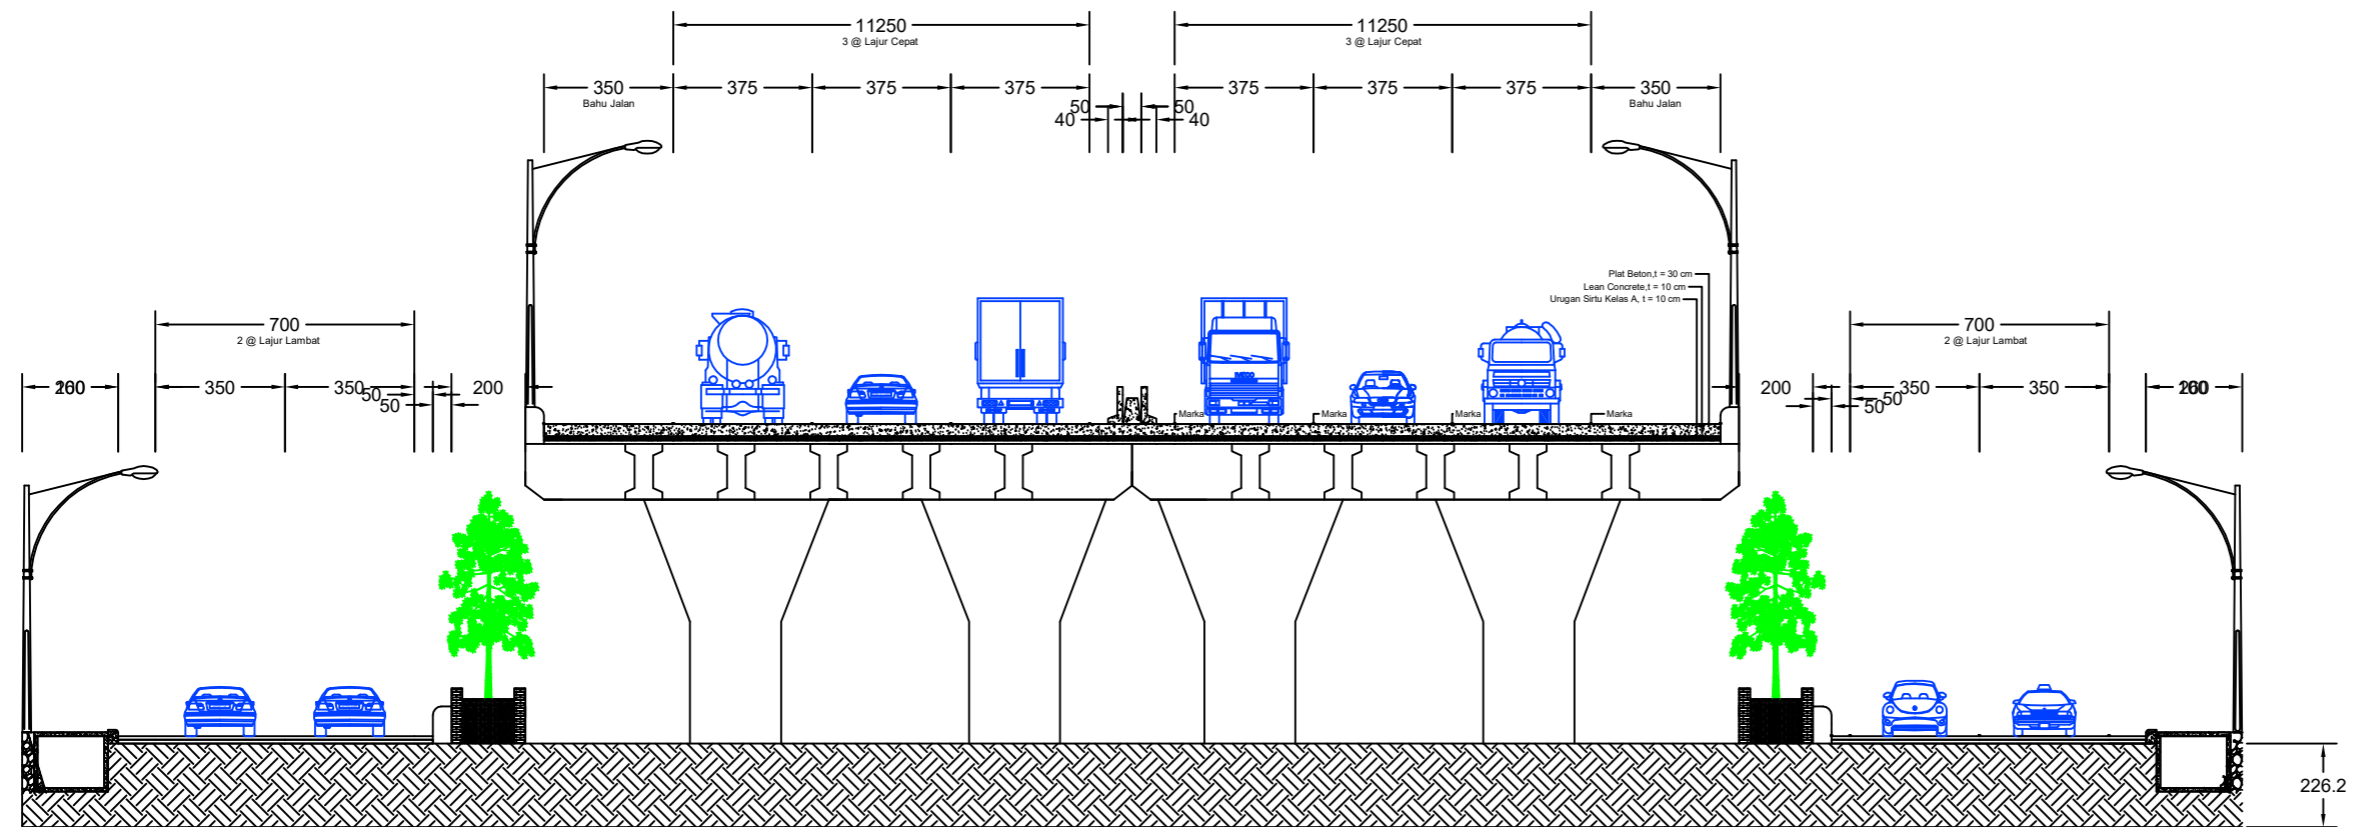 11250
3 @ Lajur Cepat
11250
3 @ Lajur Cepat
350
Bahu Jalan
375
375
375
50
50
40
40
375
375
375
350
Bahu Jalan
Plat Beton,t = 30 cm
Lean Concrete,t = 10 cm
Urugan Sirtu Kelas A, t = 10 cm
700
2 @ Lajur Lambat
700
2 @ Lajur Lambat
350
350
50
50
200
IVECO
Marka
Marka
Marka
Marka
200
50
50
350
350
226.2